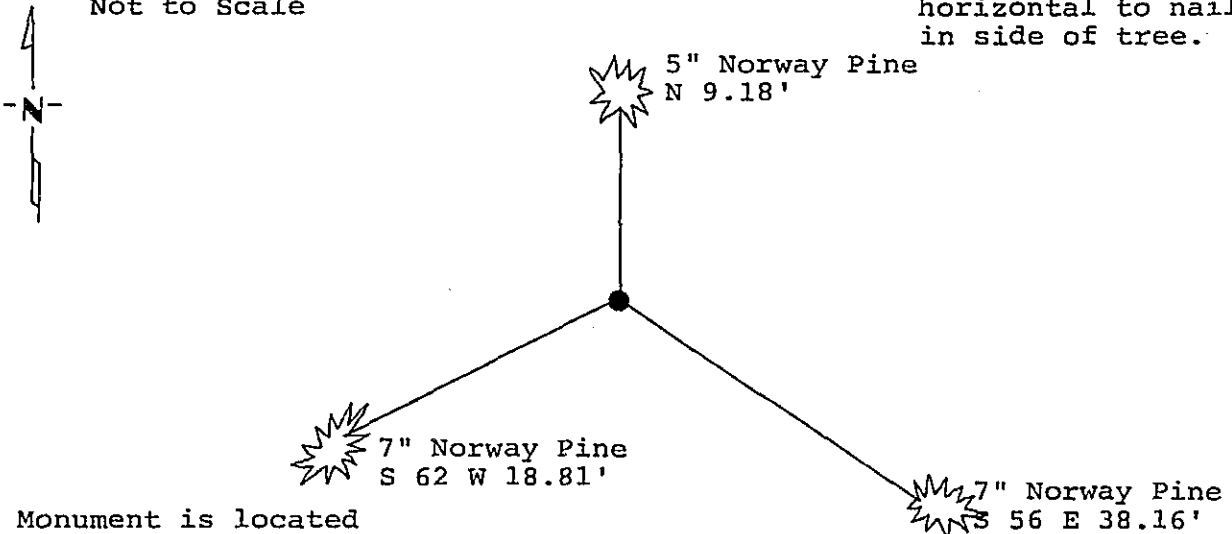 Not to Scale
horizontal to nail
in side of tree.
-N-
5" Norway Pine
N 9.18'
7" Norway Pine
S 62 W 18.81'
7" Norway Pine
S 56 E 38.16'
Monument is located